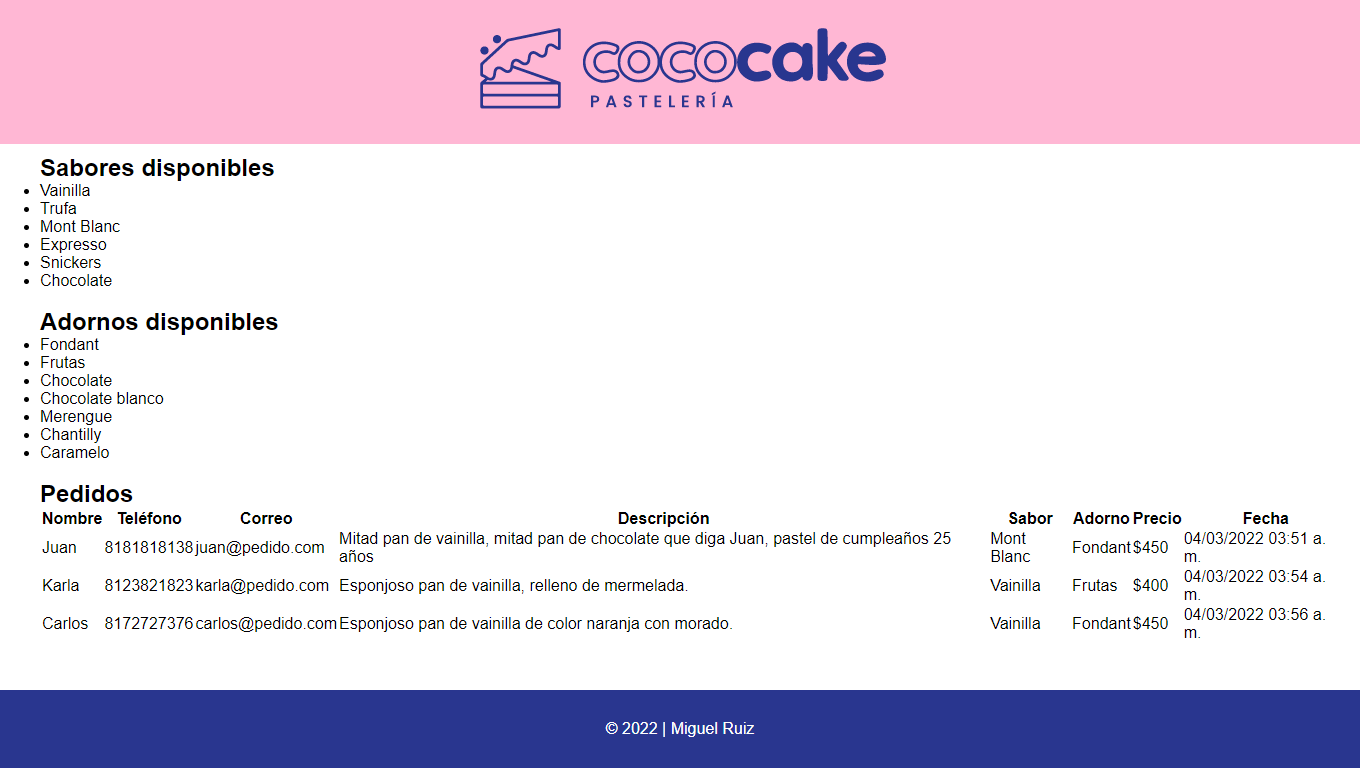 cococake
PASTELERÍA
Sabores disponibles
Vainilla
Trufa
Mont Blanc
Expresso
Snickers
Chocolate
Adornos disponibles
Fondant
Frutas
Chocolate
Chocolate blanco
Merengue
Chantilly
Caramelo
Pedidos
Nombre Teléfono Correo Descripción Sabor Adorno Precio Fecha
Juan 8181818138 juan@pedido.com Mitad pan de vainilla, mitad pan de chocolate que diga Juan, pastel de cumpleaños 25 años Mont Blanc Fondant $450 04/03/2022 03:51 a. m.
Karla 8123821823 karla@pedido.com Esponjoso pan de vainilla, relleno de mermelada. Vainilla Frutas $400 04/03/2022 03:54 a. m.
Carlos 8172727376 carlos@pedido.com Esponjoso pan de vainilla de color naranja con morado. Vainilla Fondant $450 04/03/2022 03:56 a. m.
© 2022 | Miguel Ruiz